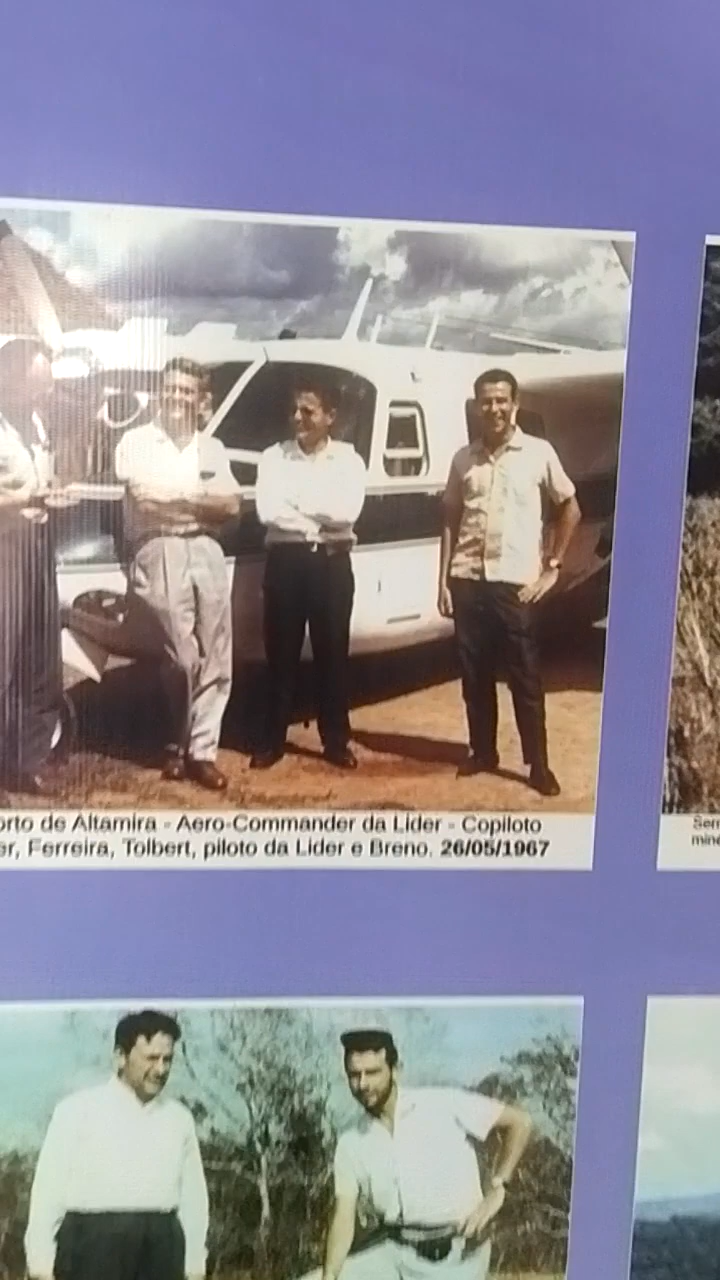 orto de Altamira - Aero-Commander da Lider - Copiloto
er, Ferreira, Tolbert, piloto da Lider e Breno. 26/05/1967